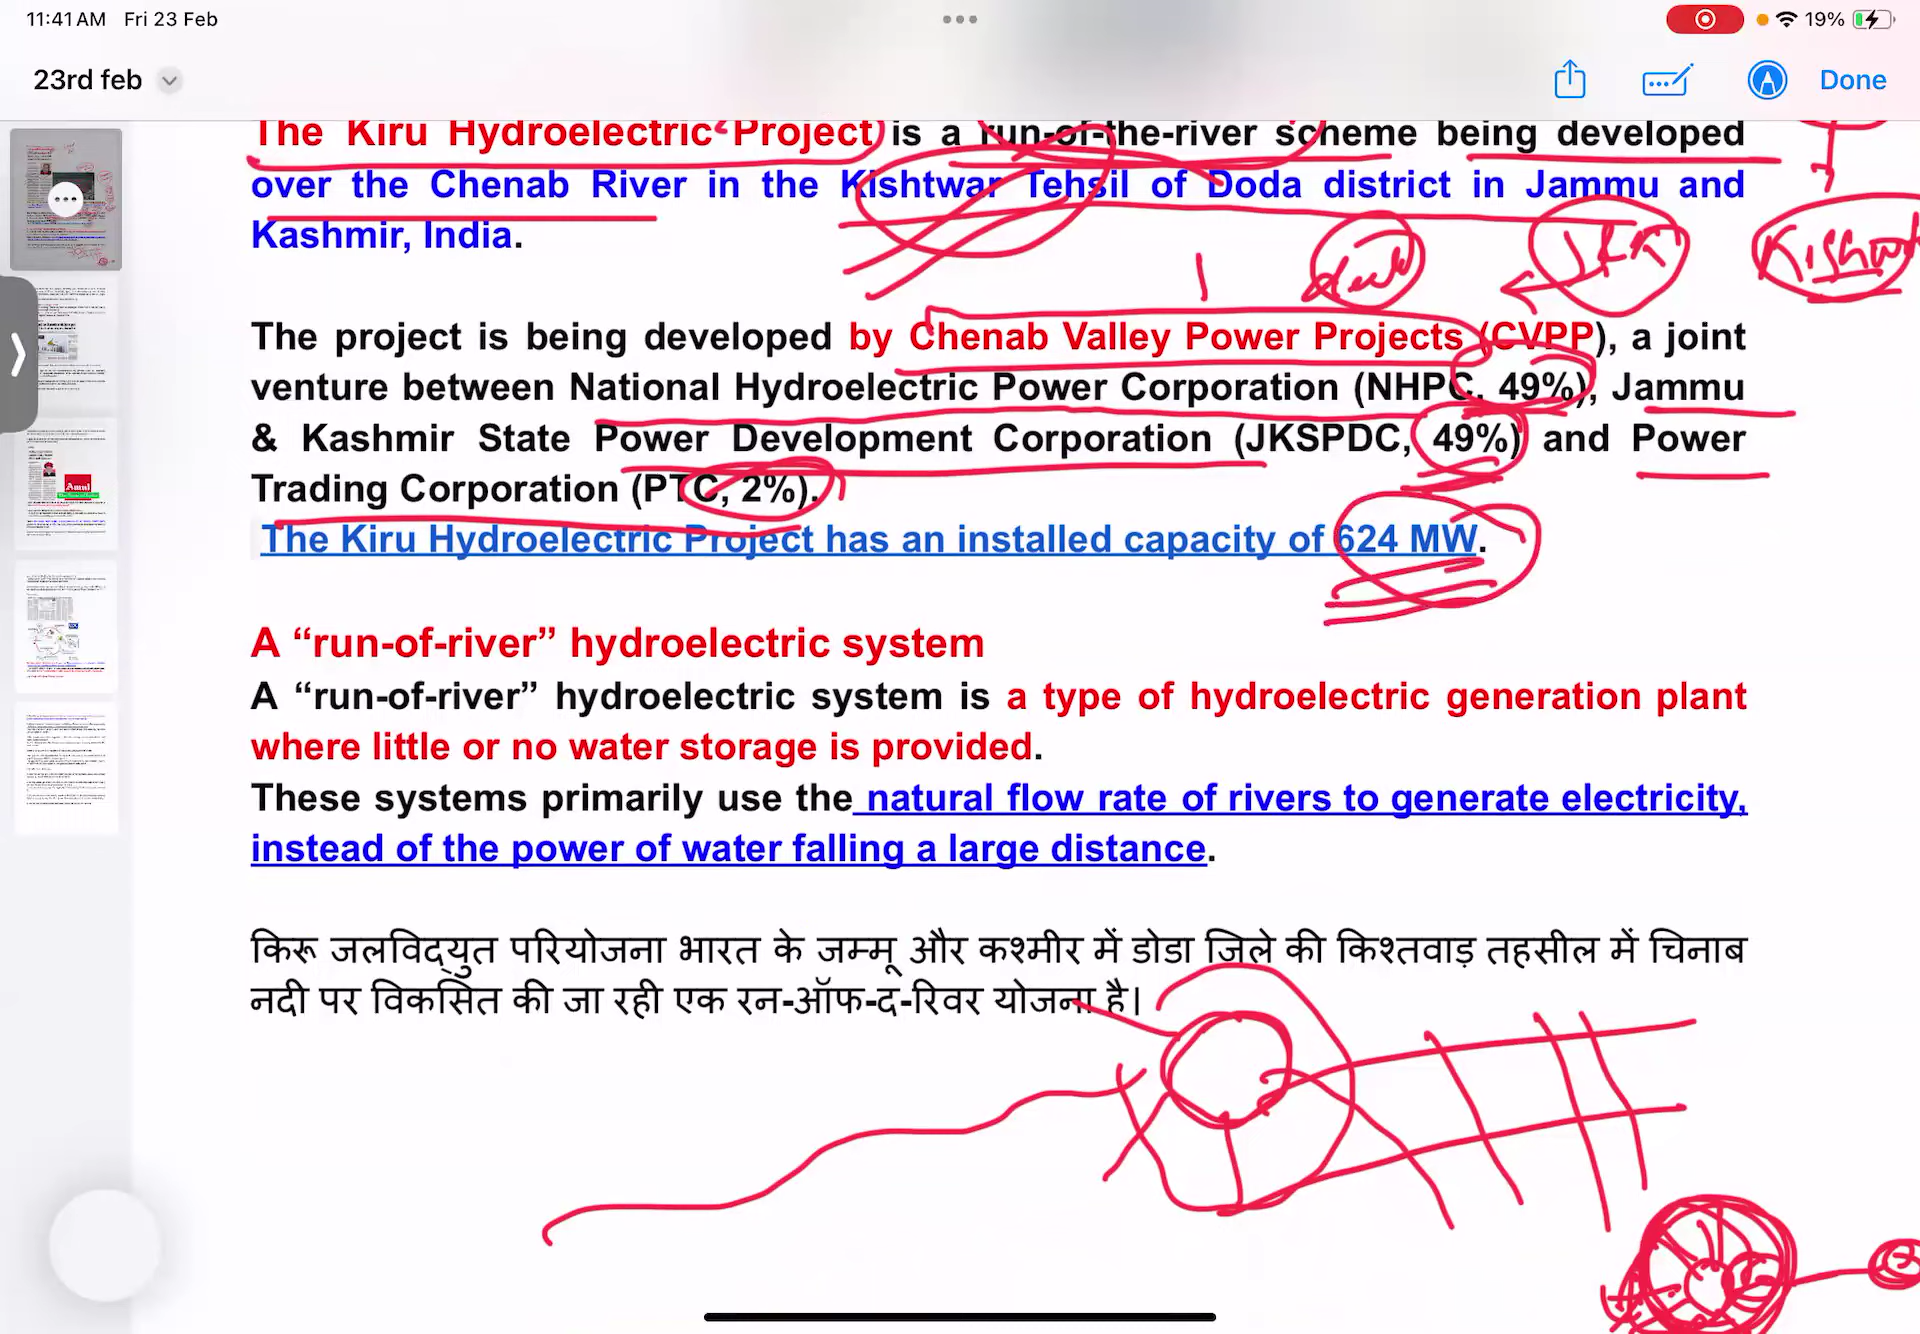 11:41 AM Fri 23 Feb
19%
23rd feb
Done
The Kiru Hydroelectric Project is a run-of-the-river scheme being developed
over the Chenab River in the Kishtwar Tehsil of Doda district in Jammu and
Kashmir, India.
J&K
The project is being developed by Chenab Valley Power Projects (CVPP), a joint
venture between National Hydroelectric Power Corporation (NHPC, 49%), Jammu
& Kashmir State Power Development Corporation (JKSPDC, 49%) and Power
Trading Corporation (PTC, 2%).
The Kiru Hydroelectric Project has an installed capacity of 624 MW.
A “run-of-river” hydroelectric system
A “run-of-river” hydroelectric system is a type of hydroelectric generation plant
where little or no water storage is provided.
These systems primarily use the natural flow rate of rivers to generate electricity,
instead of the power of water falling a large distance.
किरू जलविद्युत परियोजना भारत के जम्मू और कश्मीर में डोडा जिले की किश्तवाड़ तहसील में चिनाब
नदी पर विकसित की जा रही एक रन-ऑफ-द-रिवर योजना है।
Amul